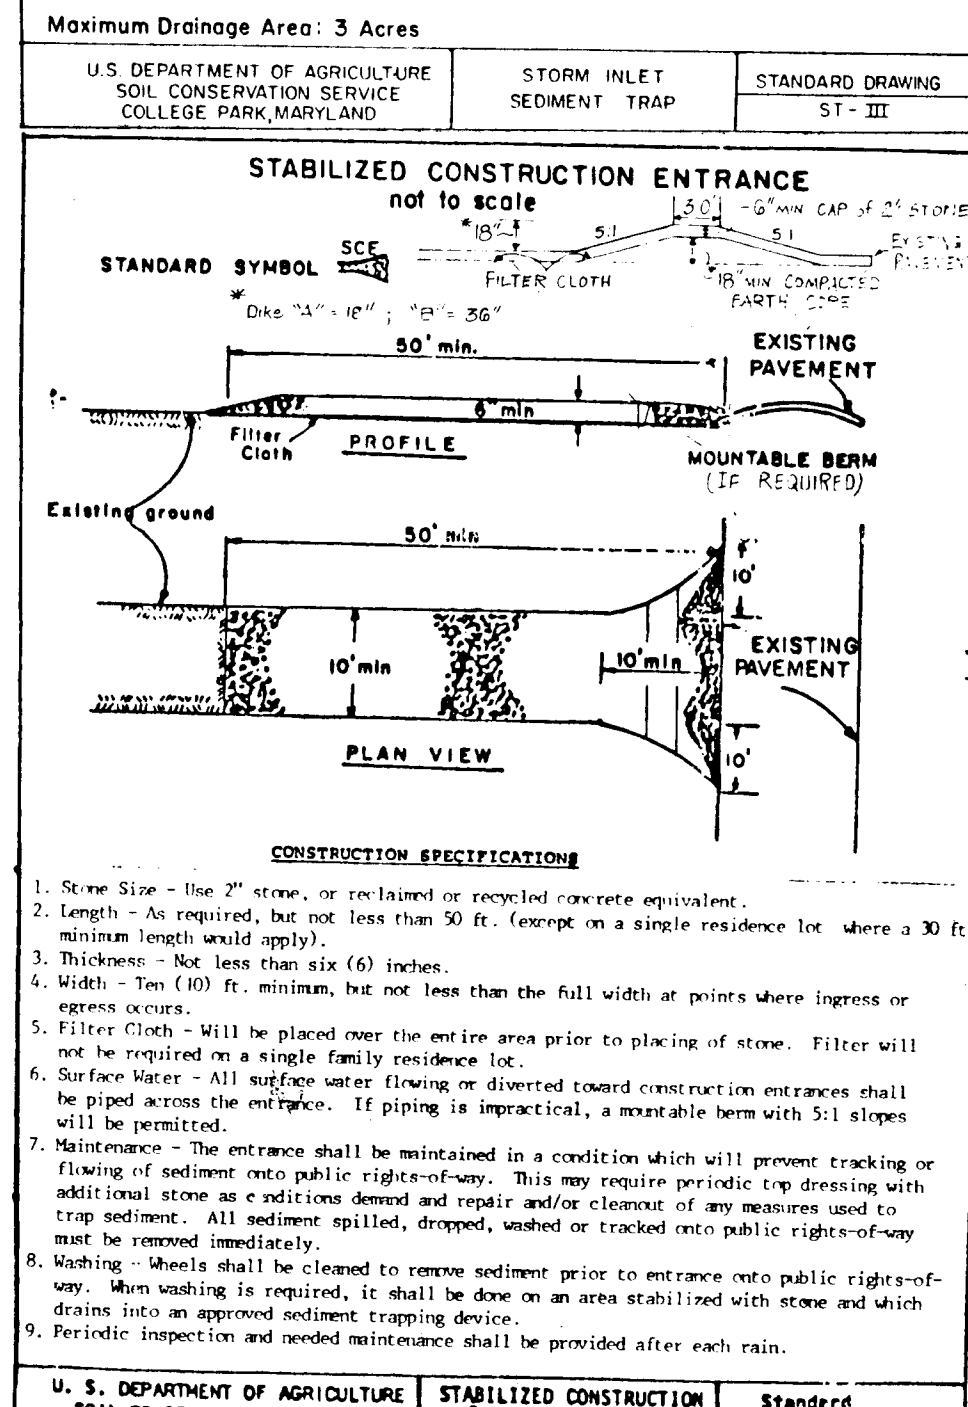 Maximum Drainage Area: 3 Acres
U.S. DEPARTMENT OF AGRICULTURE
SOIL CONSERVATION SERVICE
COLLEGE PARK, MARYLAND
STORM INLET
SEDIMENT TRAP
STANDARD DRAWING
ST - III
STABILIZED CONSTRUCTION ENTRANCE
not to scale
30' - 6" MIN CAP of 2" STONE
*18" 5:1 5:1
EXISTING
PAVEMENT
STANDARD SYMBOL SCE
FILTER CLOTH
*18" MIN COMPACTED
EARTH CORE
* Dike "A" = 18" ; "B" = 36"
50' min.
EXISTING
PAVEMENT
6" min
Filter
Cloth
PROFILE
MOUNTABLE BERM
(IF REQUIRED)
Existing ground
50' min
10'
10' min
10' min
EXISTING
PAVEMENT
10'
PLAN VIEW
CONSTRUCTION SPECIFICATIONS
1. Stone Size - Use 2" stone, or reclaimed or recycled concrete equivalent.
2. Length - As required, but not less than 50 ft. (except on a single residence lot where a 30 ft
minimum length would apply).
3. Thickness - Not less than six (6) inches.
4. Width - Ten (10) ft. minimum, but not less than the full width at points where ingress or
egress occurs.
5. Filter Cloth - Will be placed over the entire area prior to placing of stone. Filter will
not be required on a single family residence lot.
6. Surface Water - All surface water flowing or diverted toward construction entrances shall
be piped across the entrance. If piping is impractical, a mountable berm with 5:1 slopes
will be permitted.
7. Maintenance - The entrance shall be maintained in a condition which will prevent tracking or
flowing of sediment onto public rights-of-way. This may require periodic top dressing with
additional stone as c nditions demand and repair and/or cleanout of any measures used to
trap sediment. All sediment spilled, dropped, washed or tracked onto public rights-of-way
must be removed immediately.
8. Washing - Wheels shall be cleaned to remove sediment prior to entrance onto public rights-of-
way. When washing is required, it shall be done on an area stabilized with stone and which
drains into an approved sediment trapping device.
9. Periodic inspection and needed maintenance shall be provided after each rain.
U. S. DEPARTMENT OF AGRICULTURE
STABILIZED CONSTRUCTION
Standard